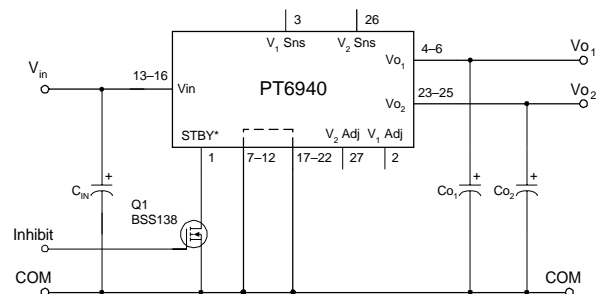 3
26
V1 Sns
V2 Sns
4–6
Vo1
Vin
13–16
Vin
PT6940
Vo1
23–25
Vo2
Vo2
STBY*
V2 Adj
V1 Adj
1
7–12
17–22
27
2
+
CIN
Q1
BSS138
+
Co1
+
Co2
Inhibit
COM
COM